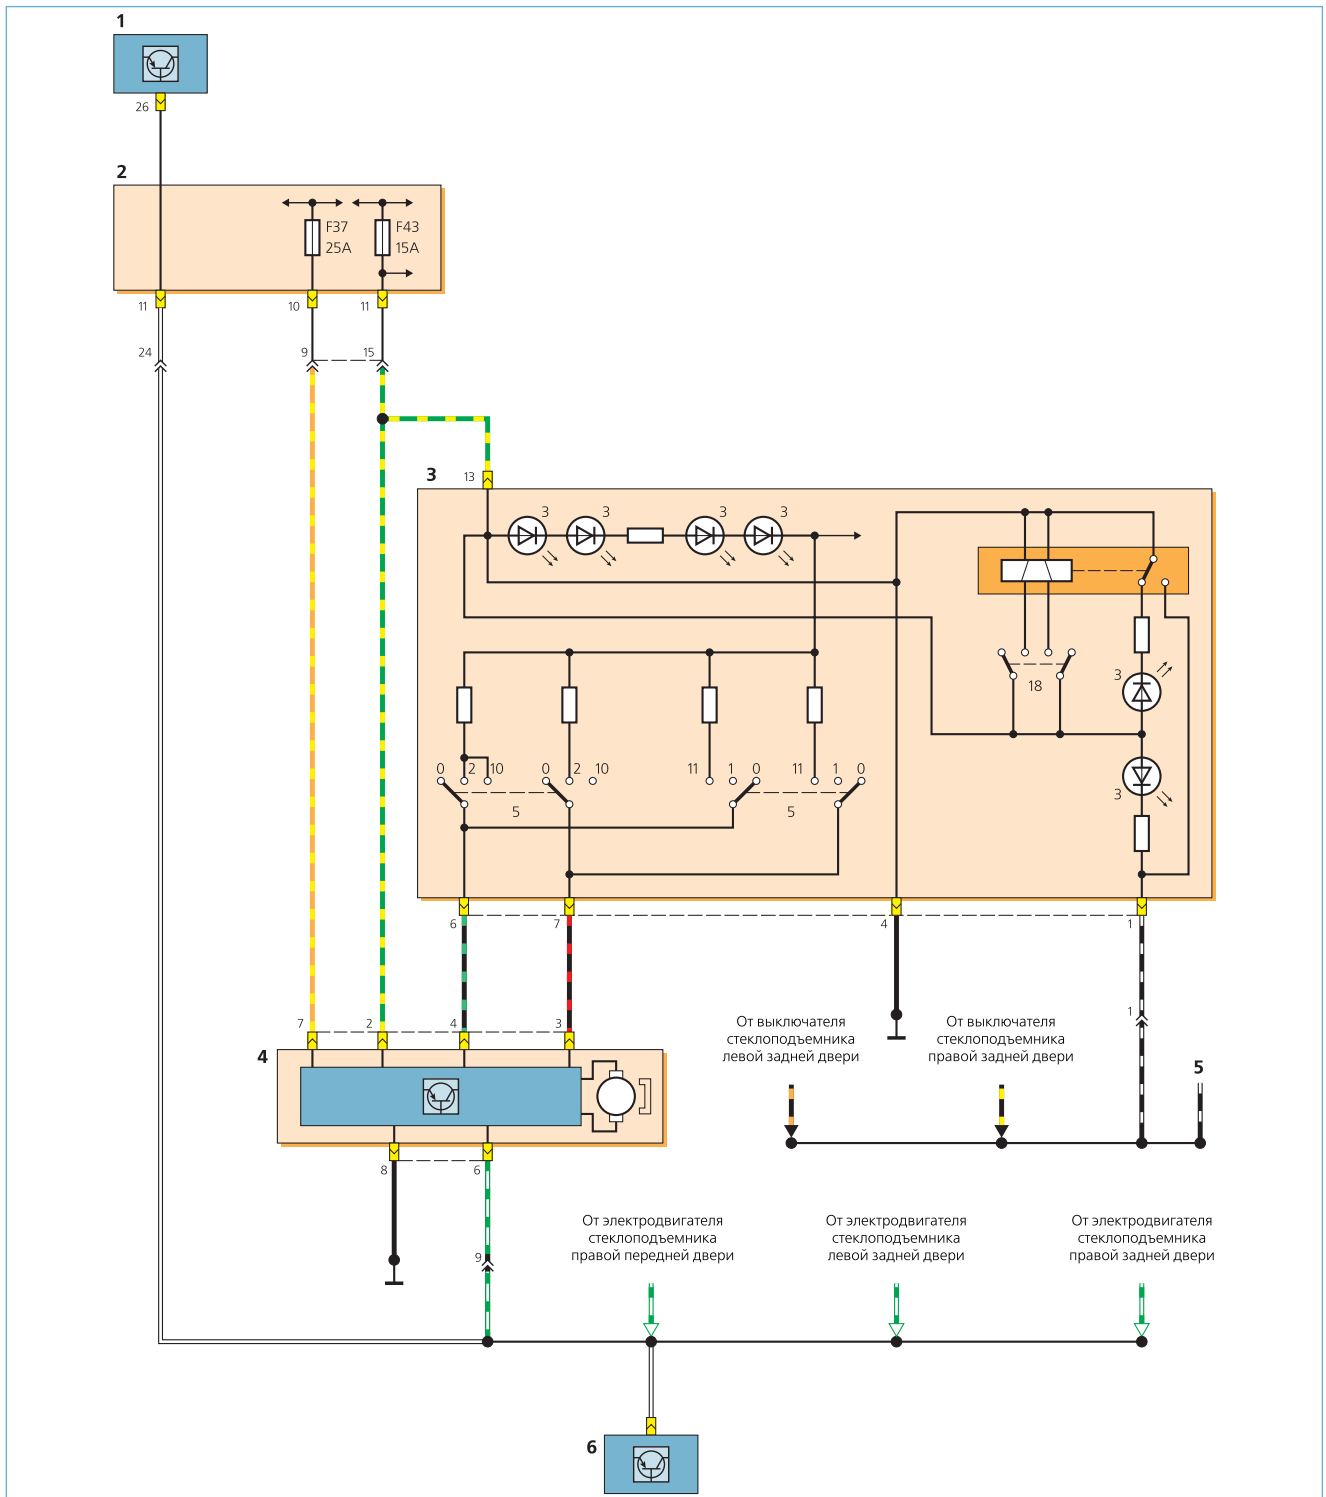 1
26
2
F37
25A
F43
15A
11
10
11
24
9
15
3
13
3
3
3
3
3
18
3
0
2
10
0
2
10
11
1
0
11
1
0
5
5
6
7
4
1
1
От выключателя
стеклоподъемника
левой задней двери
От выключателя
стеклоподъемника
правой задней двери
5
7
2
4
3
4
8
6
9
От электродвигателя
стеклоподъемника
правой передней двери
От электродвигателя
стеклоподъемника
левой задней двери
От электродвигателя
стеклоподъемника
правой задней двери
6